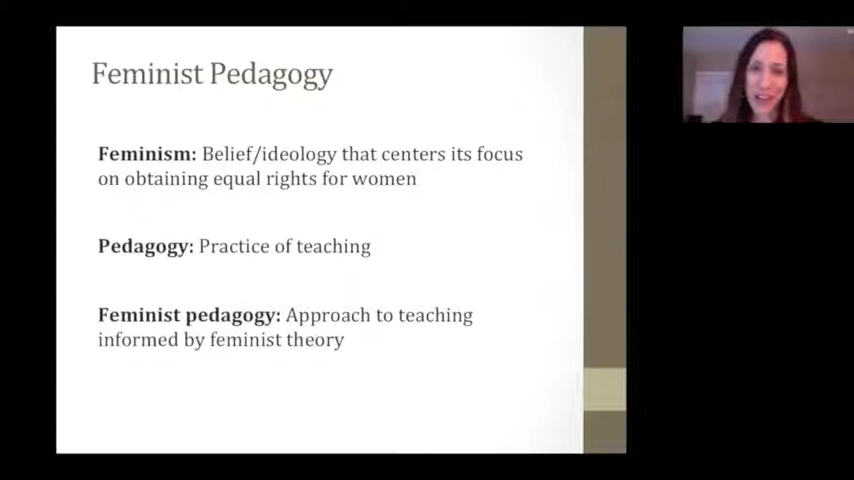 Feminist Pedagogy
Feminism: Belief/ideology that centers its focus
on obtaining equal rights for women
Pedagogy: Practice of teaching
Feminist pedagogy: Approach to teaching
informed by feminist theory